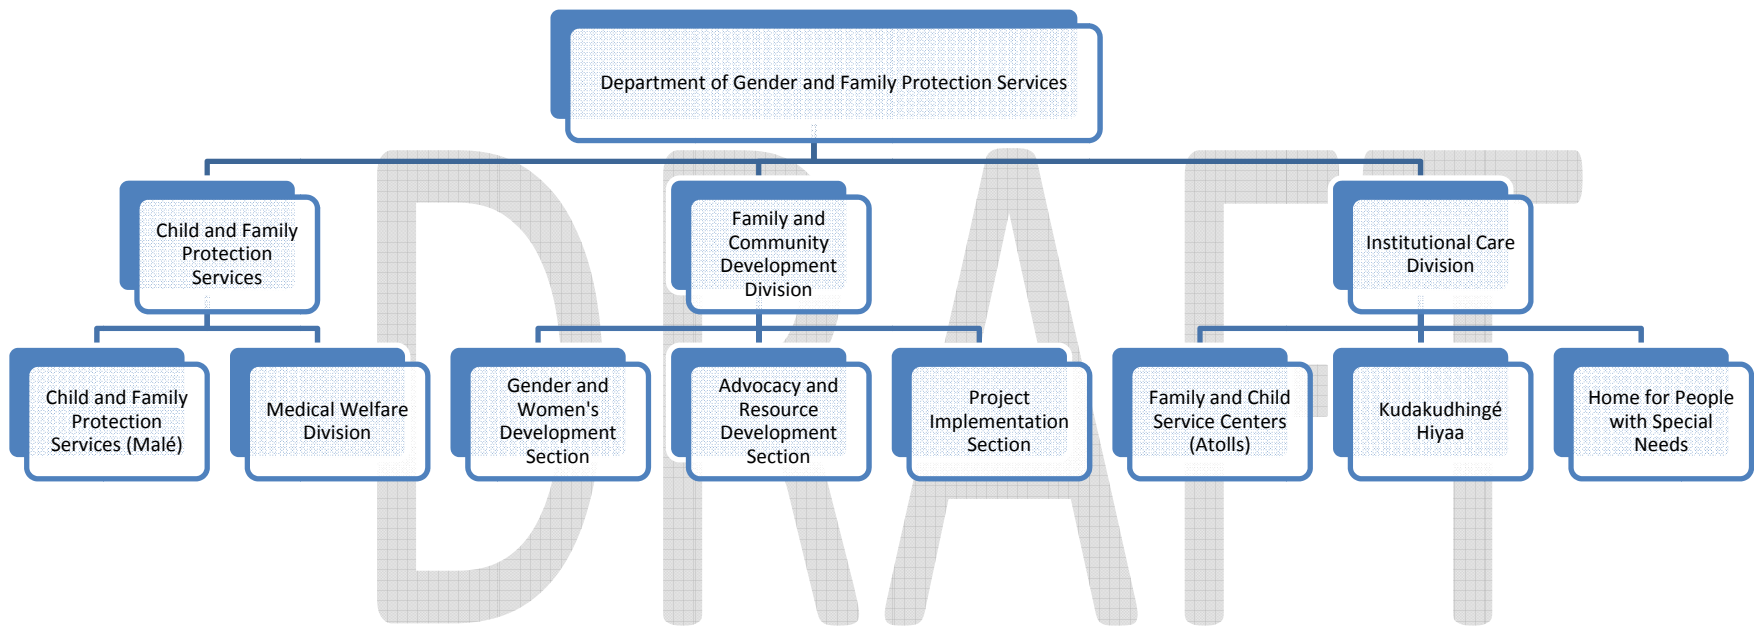 Department of Gender and Family Protection Services
Child and Family
Protection
Services
Family and
Community
Development
Division
Institutional Care
Division
Child and Family
Protection
Services (Malé)
Medical Welfare
Division
Gender and
Women's
Development
Section
Advocacy and
Resource
Development
Section
Project
Implementation
Section
Family and Child
Service Centers
(Atolls)
Kudakudhingé
Hiyaa
Home for People
with Special
Needs
DRAFT